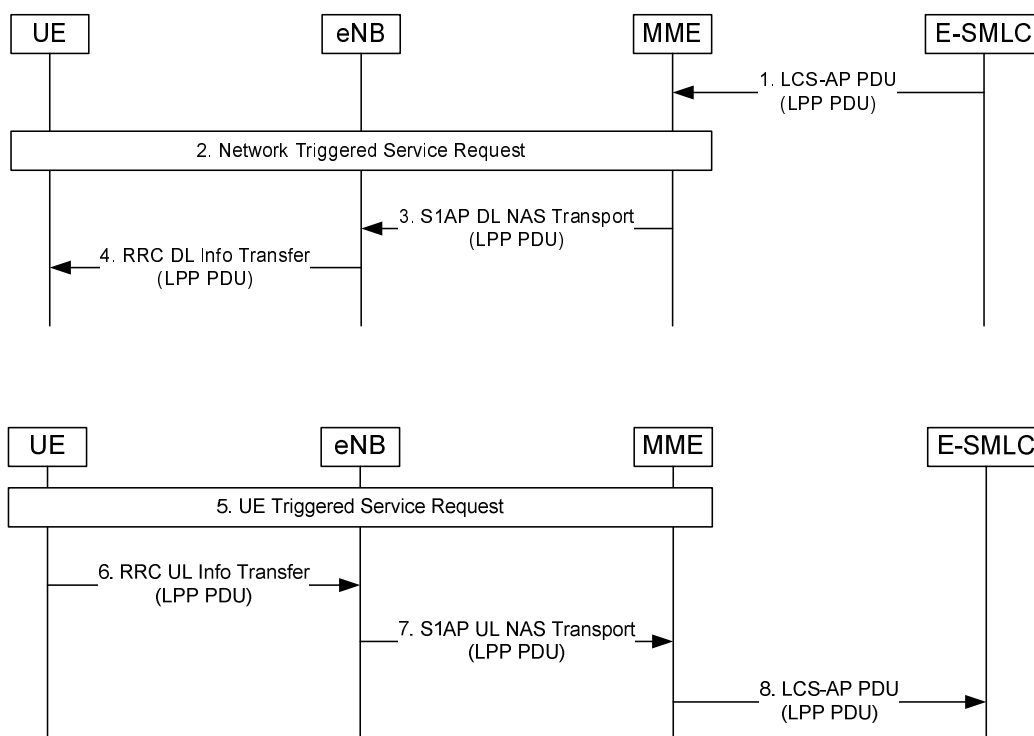 UE
eNB
MME
E-SMLC
1. LCS-AP PDU
(LPP PDU)
2. Network Triggered Service Request
3. S1AP DL NAS Transport
(LPP PDU)
4. RRC DL Info Transfer
(LPP PDU)
UE
eNB
MME
E-SMLC
5. UE Triggered Service Request
6. RRC UL Info Transfer
(LPP PDU)
7. S1AP UL NAS Transport
(LPP PDU)
8. LCS-AP PDU
(LPP PDU)